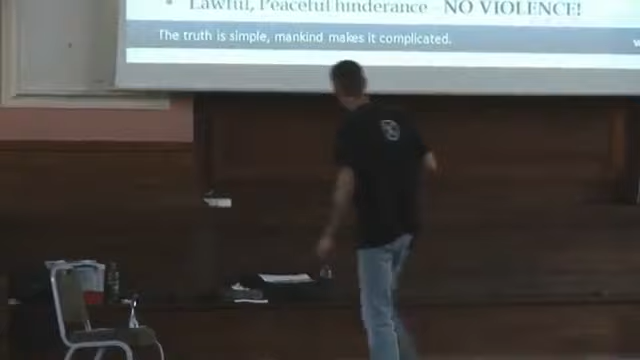 • Lawful, Peaceful hinderance – NO VIOLENCE!
The truth is simple, mankind makes it complicated.